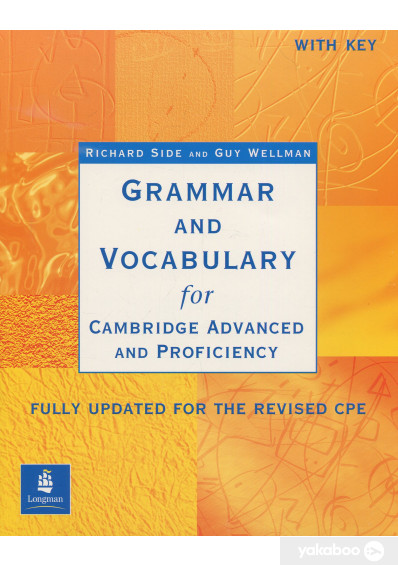 WITH KEY
RICHARD SIDE AND GUY WELLMAN
GRAMMAR
AND
VOCABULARY
for
CAMBRIDGE ADVANCED
AND PROFICIENCY
FULLY UPDATED FOR THE REVISED CPE
Longman
yakaboo